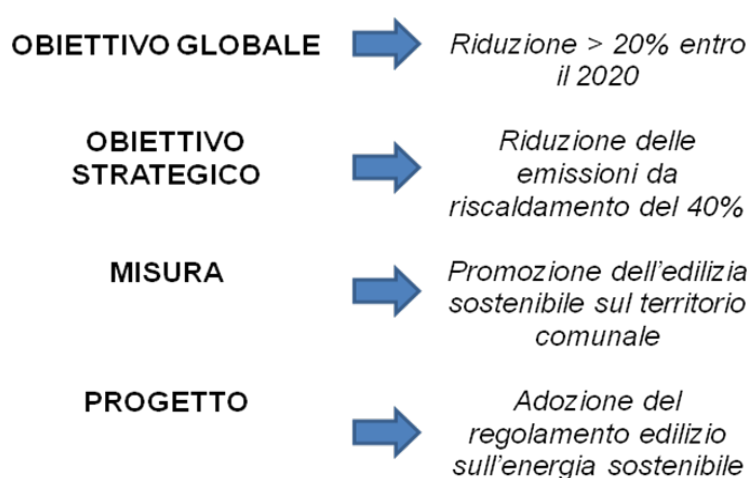 OBIETTIVO GLOBALE
Riduzione > 20% entro
il 2020
OBIETTIVO
STRATEGICO
Riduzione delle
emissioni da
riscaldamento del 40%
MISURA
Promozione dell'edilizia
sostenibile sul territorio
comunale
PROGETTO
Adozione del
regolamento edilizio
sull'energia sostenibile